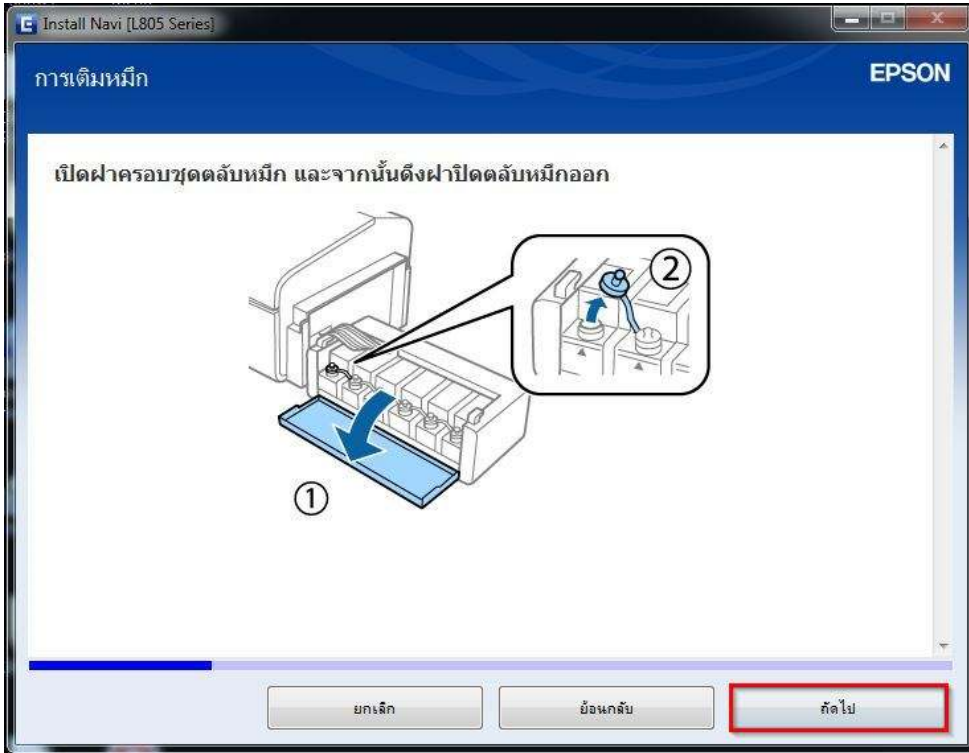 Install Navi [L805 Series]
การเติมหมึก
EPSON
เปิดฝาครอบชุดตลับหมึก และจากนั้นดึงฝาปิดตลับหมึกออก
②
①
ยกเลิก
ย้อนกลับ
ถัดไป